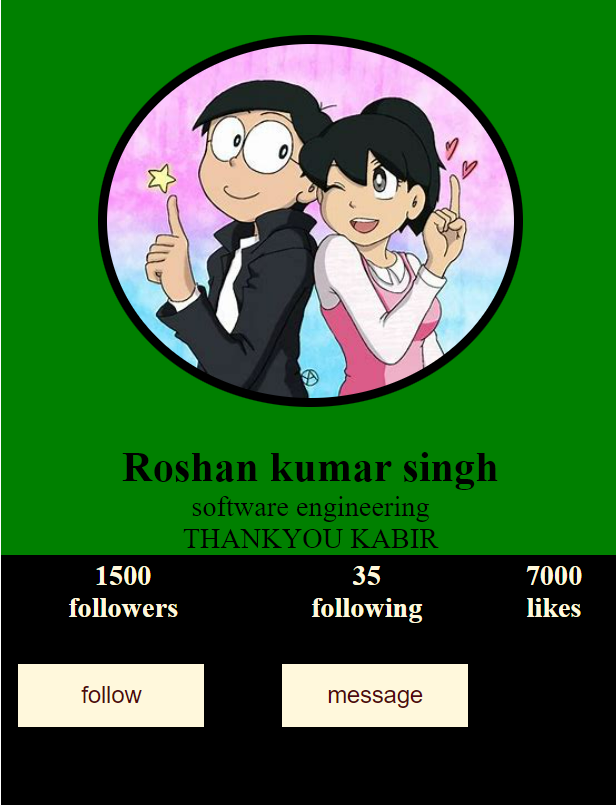 Roshan kumar singh
software engineering
THANKYOU KABIR
1500 35 7000
followers following likes
follow message